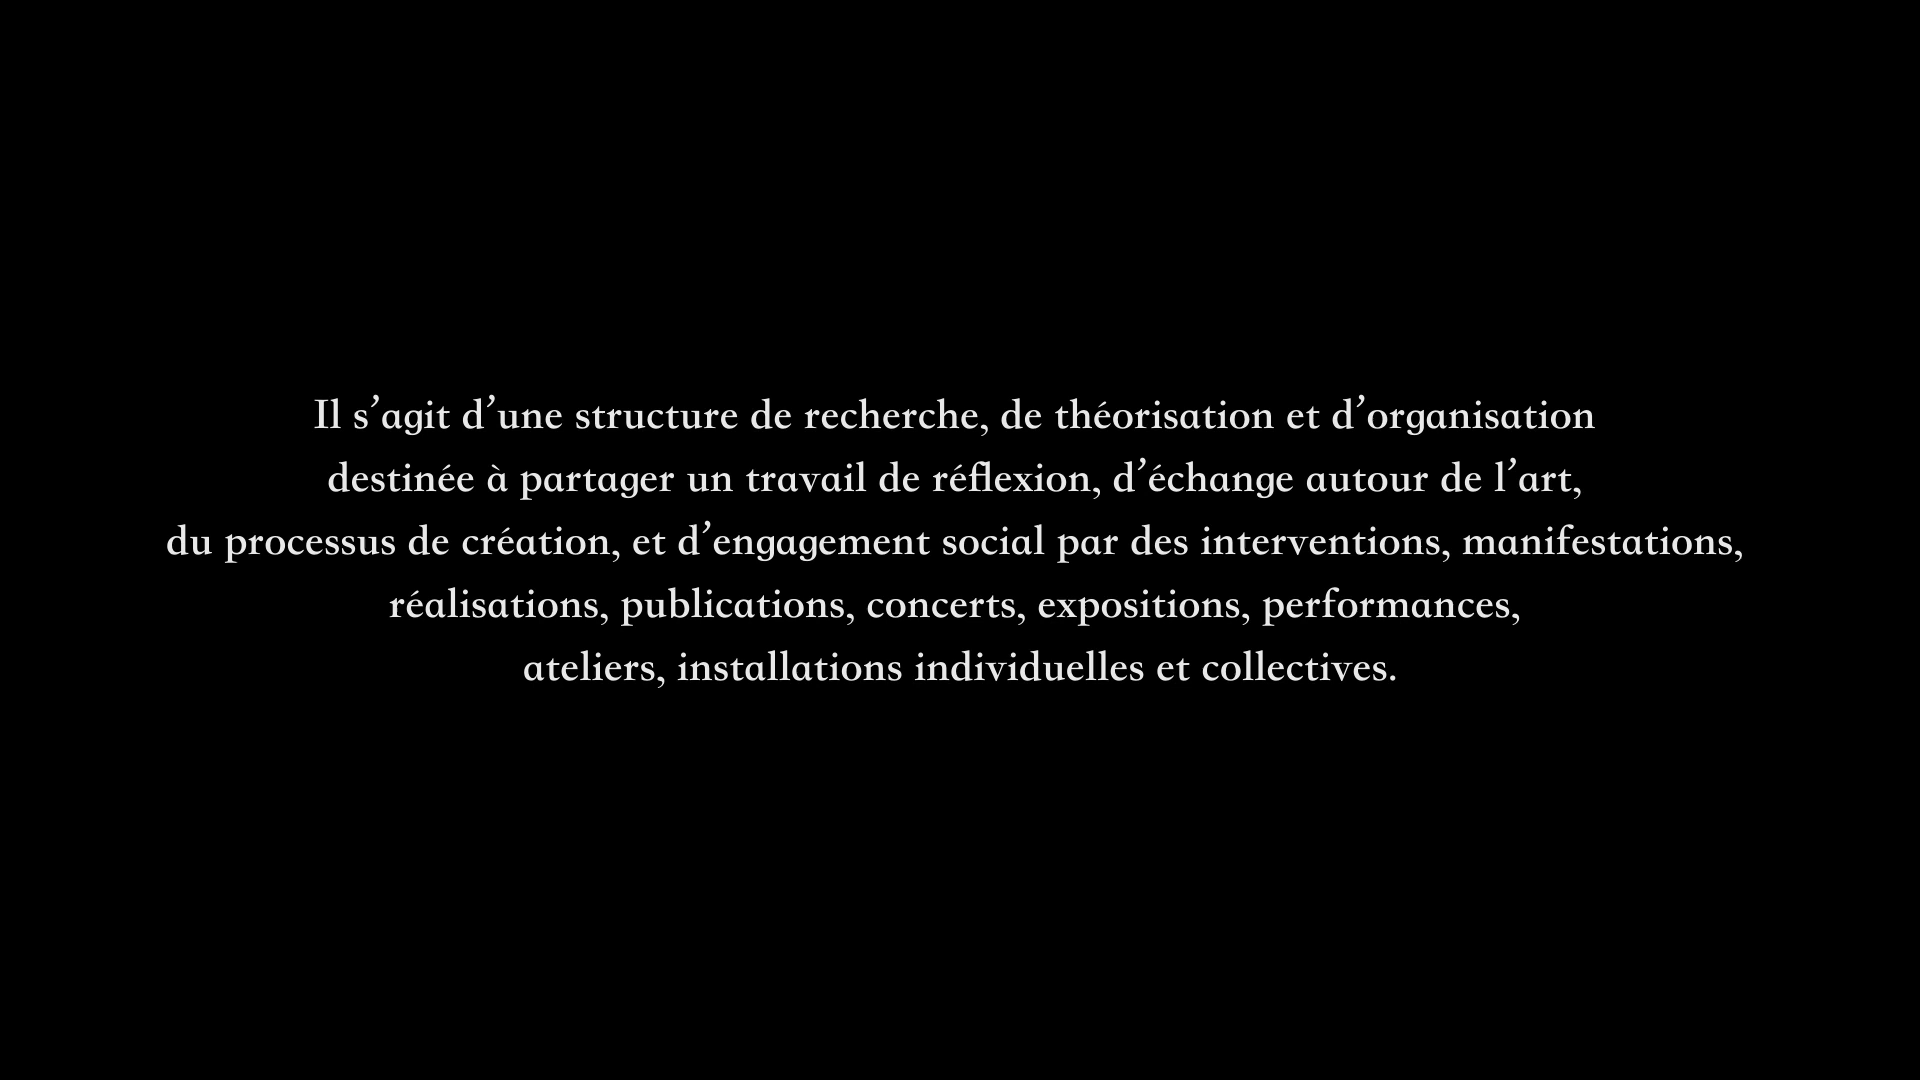 Il s’agit d’une structure de recherche, de théorisation et d’organisation
destinée à partager un travail de réflexion, d’échange autour de l’art,
du processus de création, et d’engagement social par des interventions, manifestations,
réalisations, publications, concerts, expositions, performances,
ateliers, installations individuelles et collectives.